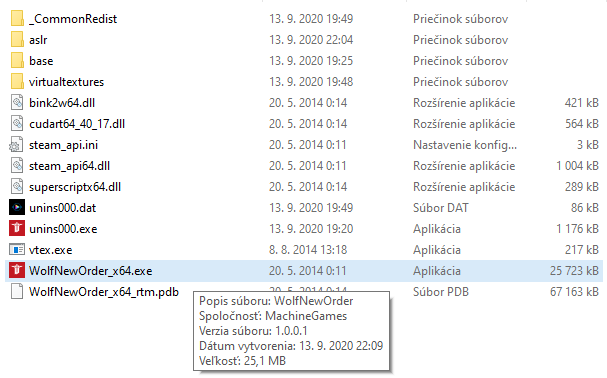 _CommonRedist 13. 9. 2020 19:49 Priečinok súborov
aslr 13. 9. 2020 22:04 Priečinok súborov
base 13. 9. 2020 19:25 Priečinok súborov
virtualtextures 13. 9. 2020 19:48 Priečinok súborov
bink2w64.dll 20. 5. 2014 0:14 Rozšírenie aplikácie 421 kB
cudart64_40_17.dll 20. 5. 2014 0:14 Rozšírenie aplikácie 564 kB
steam_api.ini 20. 5. 2014 0:11 Nastavenie konfig... 3 kB
steam_api64.dll 20. 5. 2014 0:11 Rozšírenie aplikácie 1 004 kB
superscriptx64.dll 20. 5. 2014 0:14 Rozšírenie aplikácie 289 kB
unins000.dat 13. 9. 2020 19:49 Súbor DAT 86 kB
unins000.exe 13. 9. 2020 19:20 Aplikácia 1 176 kB
vtex.exe 8. 8. 2014 13:18 Aplikácia 217 kB
WolfNewOrder_x64.exe 20. 5. 2014 0:11 Aplikácia 25 723 kB
WolfNewOrder_x64_rtm.pdb 20. 5. 2014 0:14 Súbor PDB 67 163 kB
Popis súboru: WolfNewOrder
Spoločnosť: MachineGames
Verzia súboru: 1.0.0.1
Dátum vytvorenia: 13. 9. 2020 22:09
Veľkosť: 25,1 MB